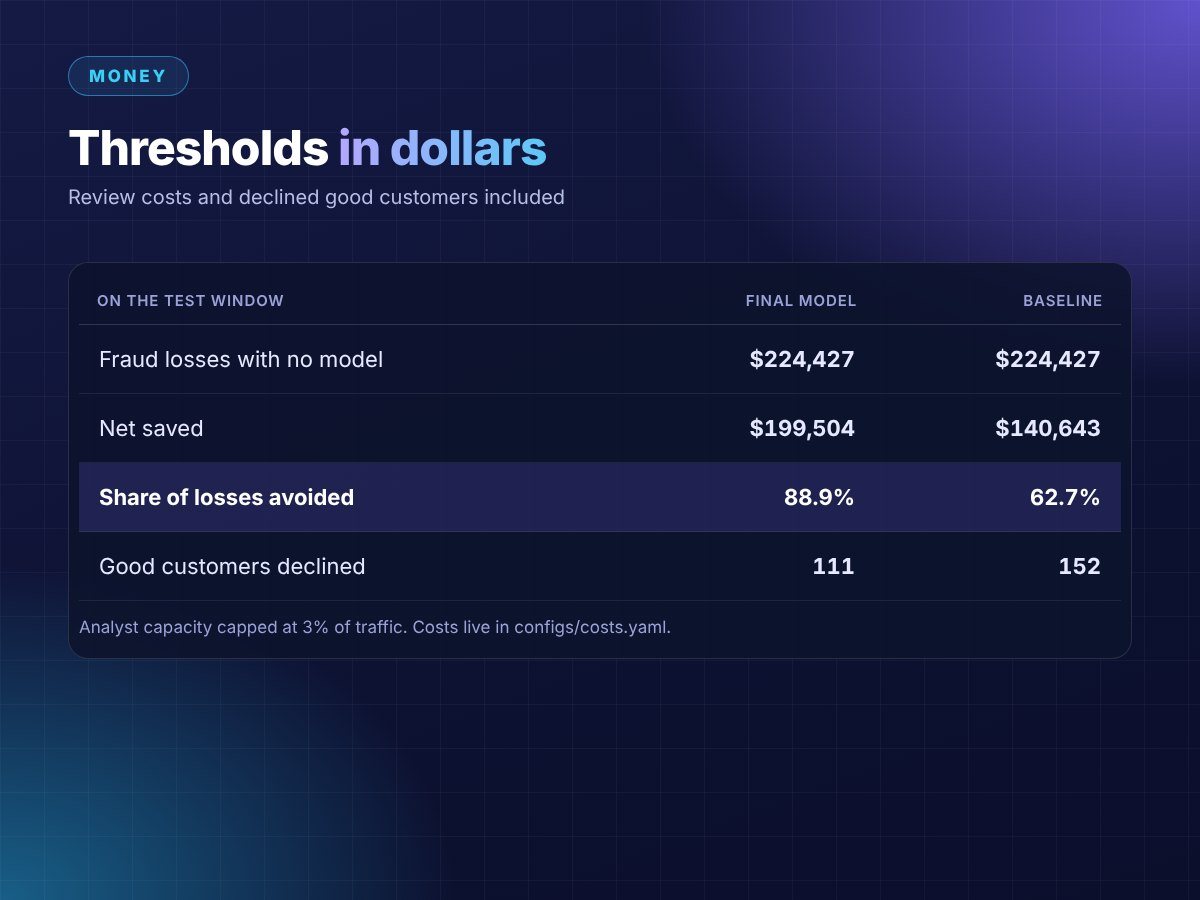 MONEY
Thresholds in dollars
Review costs and declined good customers included
ON THE TEST WINDOW FINAL MODEL BASELINE
Fraud losses with no model $224,427 $224,427
Net saved $199,504 $140,643
Share of losses avoided 88.9% 62.7%
Good customers declined 111 152
Analyst capacity capped at 3% of traffic. Costs live in configs/costs.yaml.